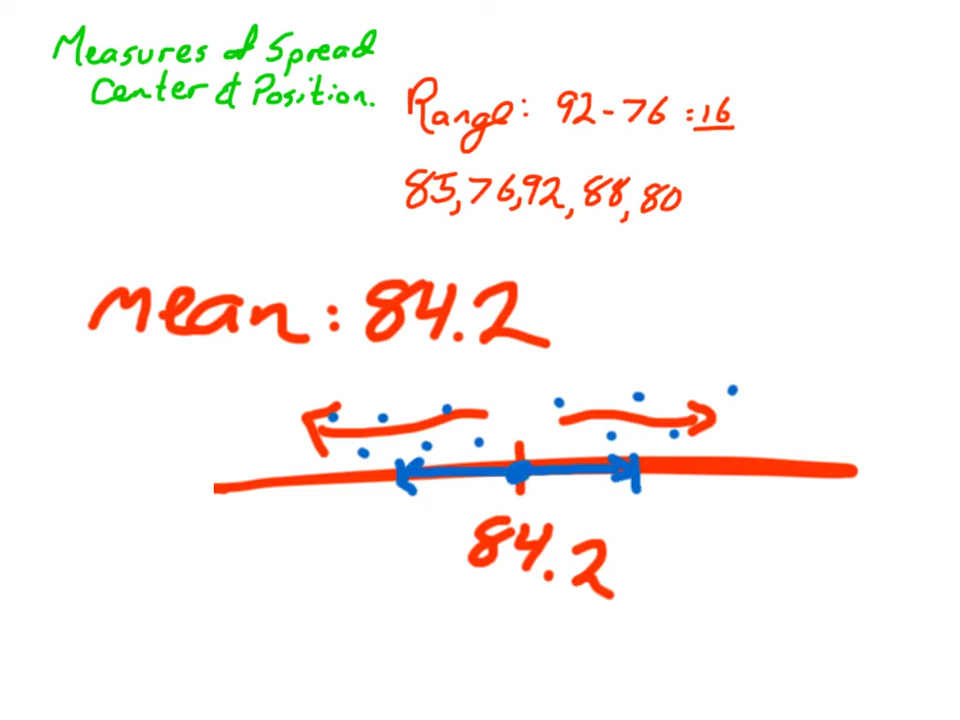 Measures of Spread
Center & Position.
Range: 92-76 =16
85,76,92,88,80
mean: 84.2
84.2